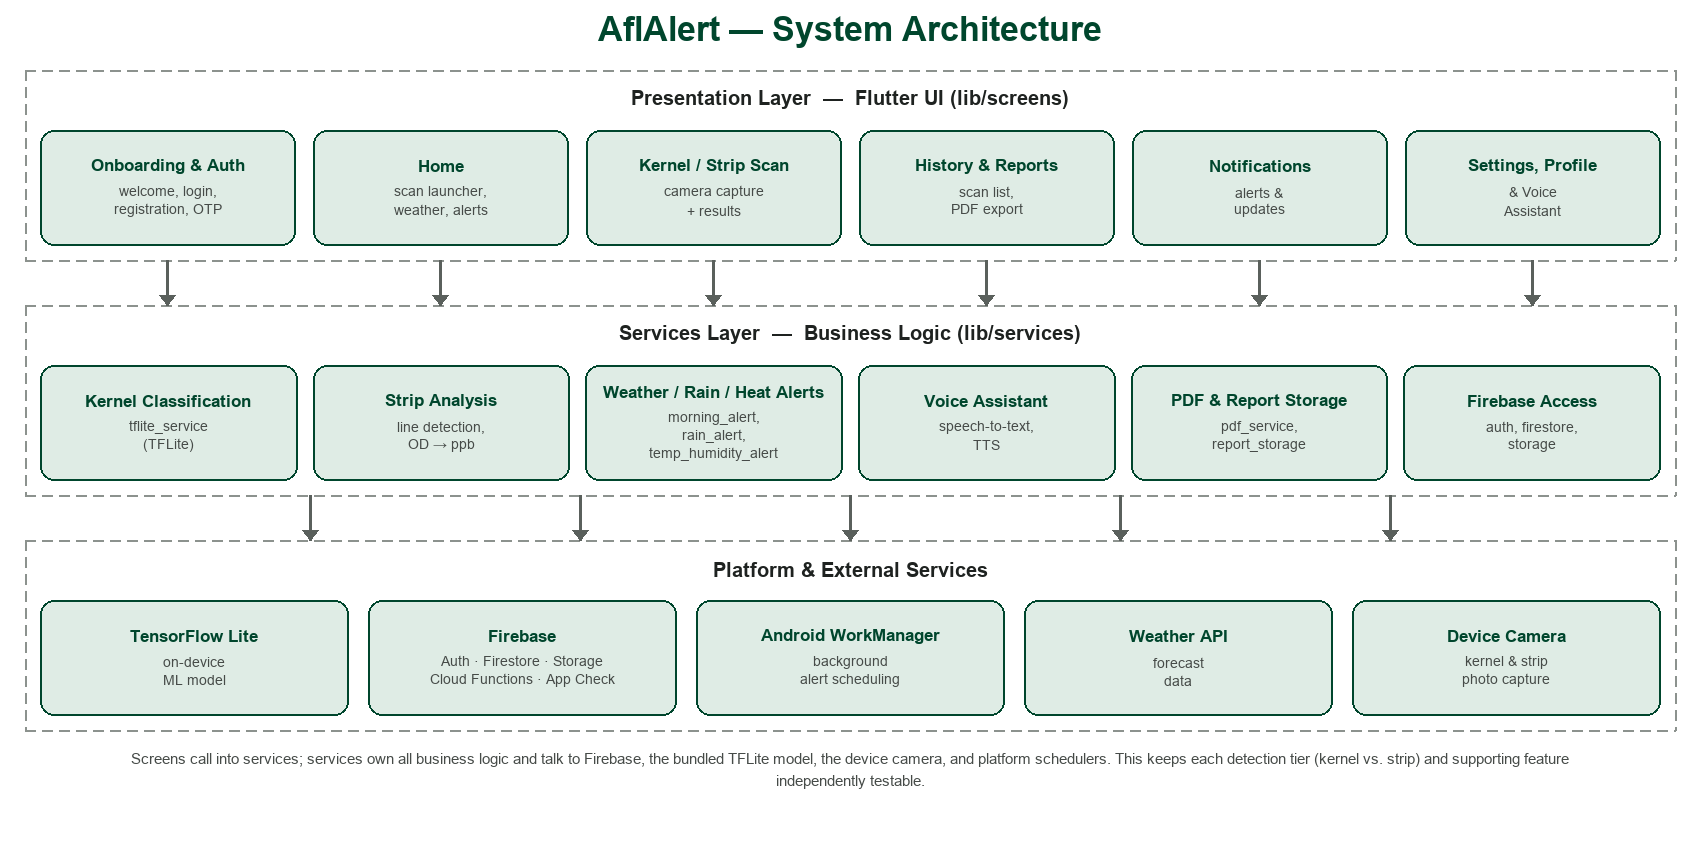 AflAlert — System Architecture
Presentation Layer — Flutter UI (lib/screens)
Onboarding & Auth
welcome, login,
registration, OTP
Home
scan launcher,
weather, alerts
Kernel / Strip Scan
camera capture
+ results
History & Reports
scan list,
PDF export
Notifications
alerts &
updates
Settings, Profile
& Voice
Assistant
Services Layer — Business Logic (lib/services)
Kernel Classification
tflite_service
(TFLite)
Strip Analysis
line detection,
OD → ppb
Weather / Rain / Heat Alerts
morning_alert,
rain_alert,
temp_humidity_alert
Voice Assistant
speech-to-text,
TTS
PDF & Report Storage
pdf_service,
report_storage
Firebase Access
auth, firestore,
storage
Platform & External Services
TensorFlow Lite
on-device
ML model
Firebase
Auth · Firestore · Storage
Cloud Functions · App Check
Android WorkManager
background
alert scheduling
Weather API
forecast
data
Device Camera
kernel & strip
photo capture
Screens call into services; services own all business logic and talk to Firebase, the bundled TFLite model, the device camera, and platform schedulers. This keeps each detection tier (kernel vs. strip) and supporting feature
independently testable.